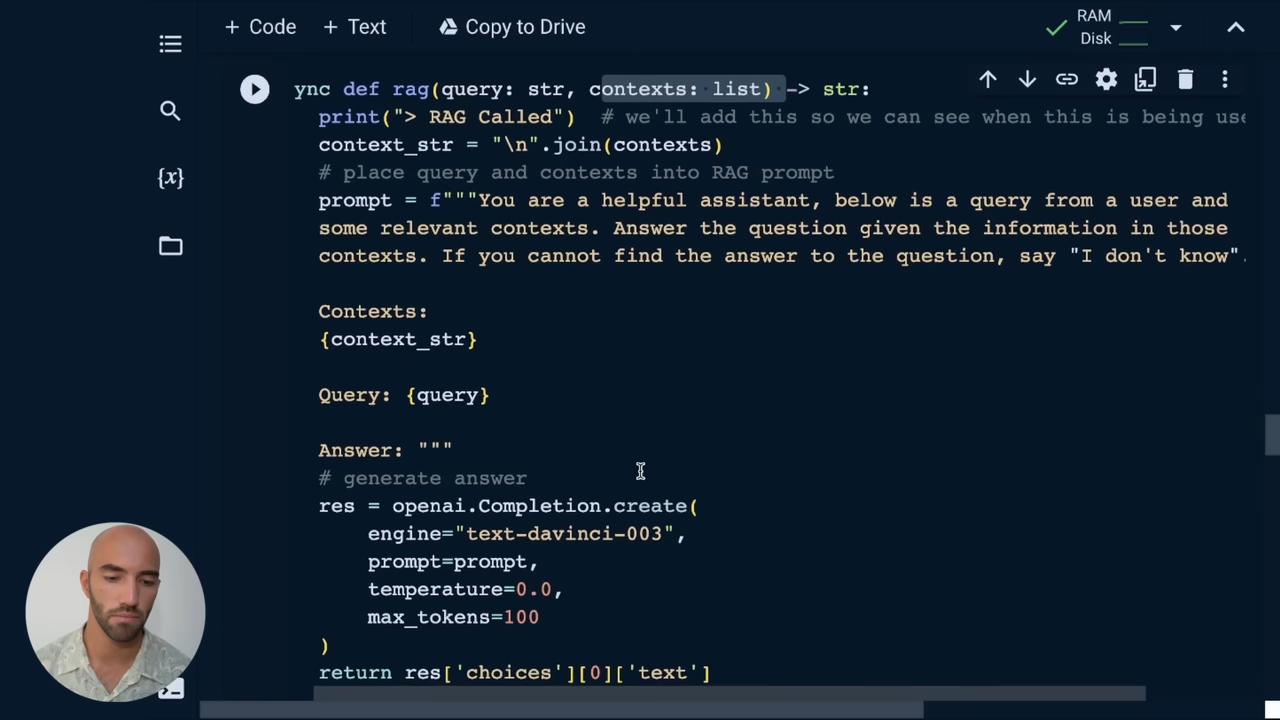 + Code + Text Copy to Drive
RAM
Disk
{x}
ync def rag(query: str, contexts: list) -> str:
print("> RAG Called")  # we'll add this so we can see when this is being use
context_str = "\n".join(contexts)
# place query and contexts into RAG prompt
prompt = f"""You are a helpful assistant, below is a query from a user and
some relevant contexts. Answer the question given the information in those
contexts. If you cannot find the answer to the question, say "I don't know".
Contexts:
{context_str}
Query: {query}
Answer: """
# generate answer
res = openai.Completion.create(
engine="text-davinci-003",
prompt=prompt,
temperature=0.0,
max_tokens=100
)
return res['choices'][0]['text']